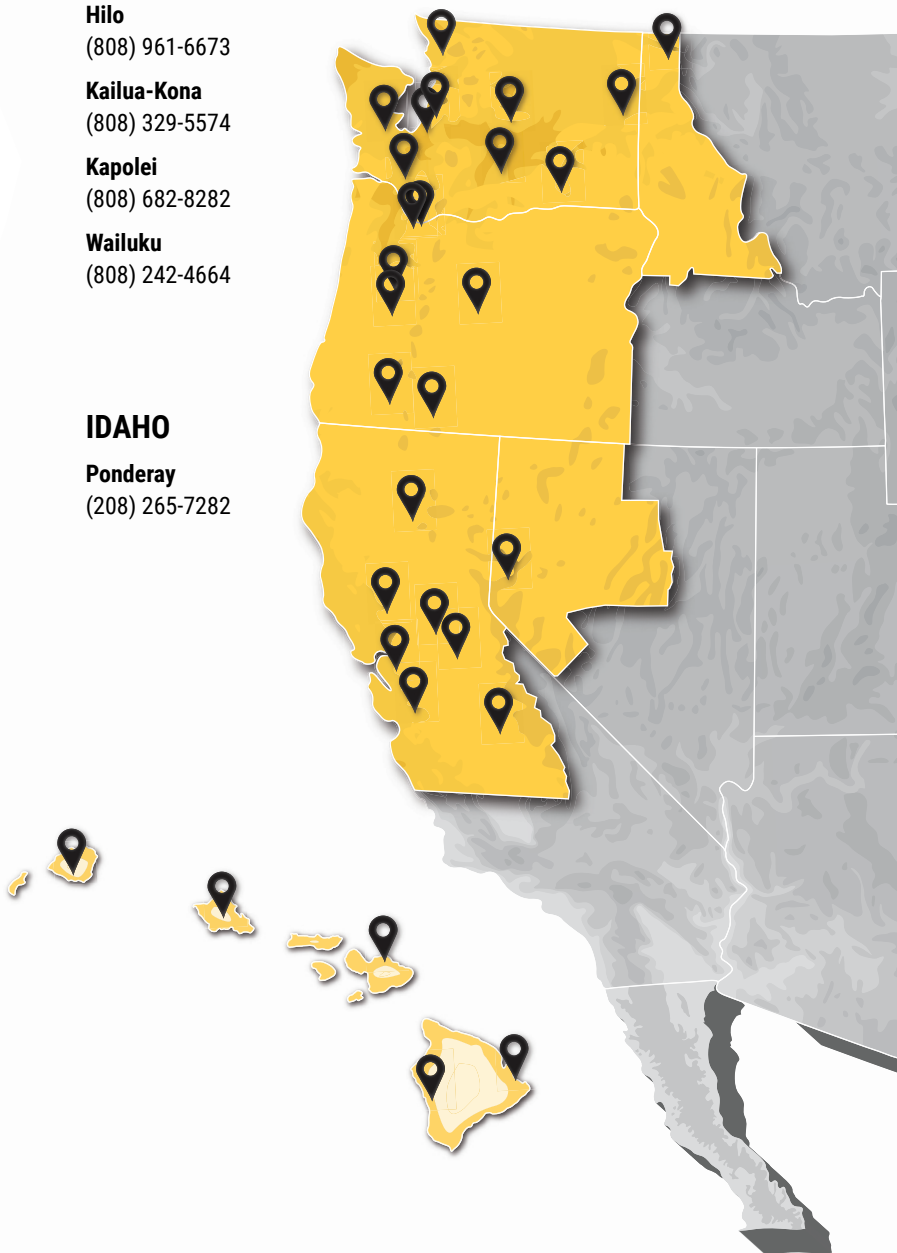 Hilo
(808) 961-6673
Kailua-Kona
(808) 329-5574
Kapolei
(808) 682-8282
Wailuku
(808) 242-4664
IDAHO
Ponderay
(208) 265-7282